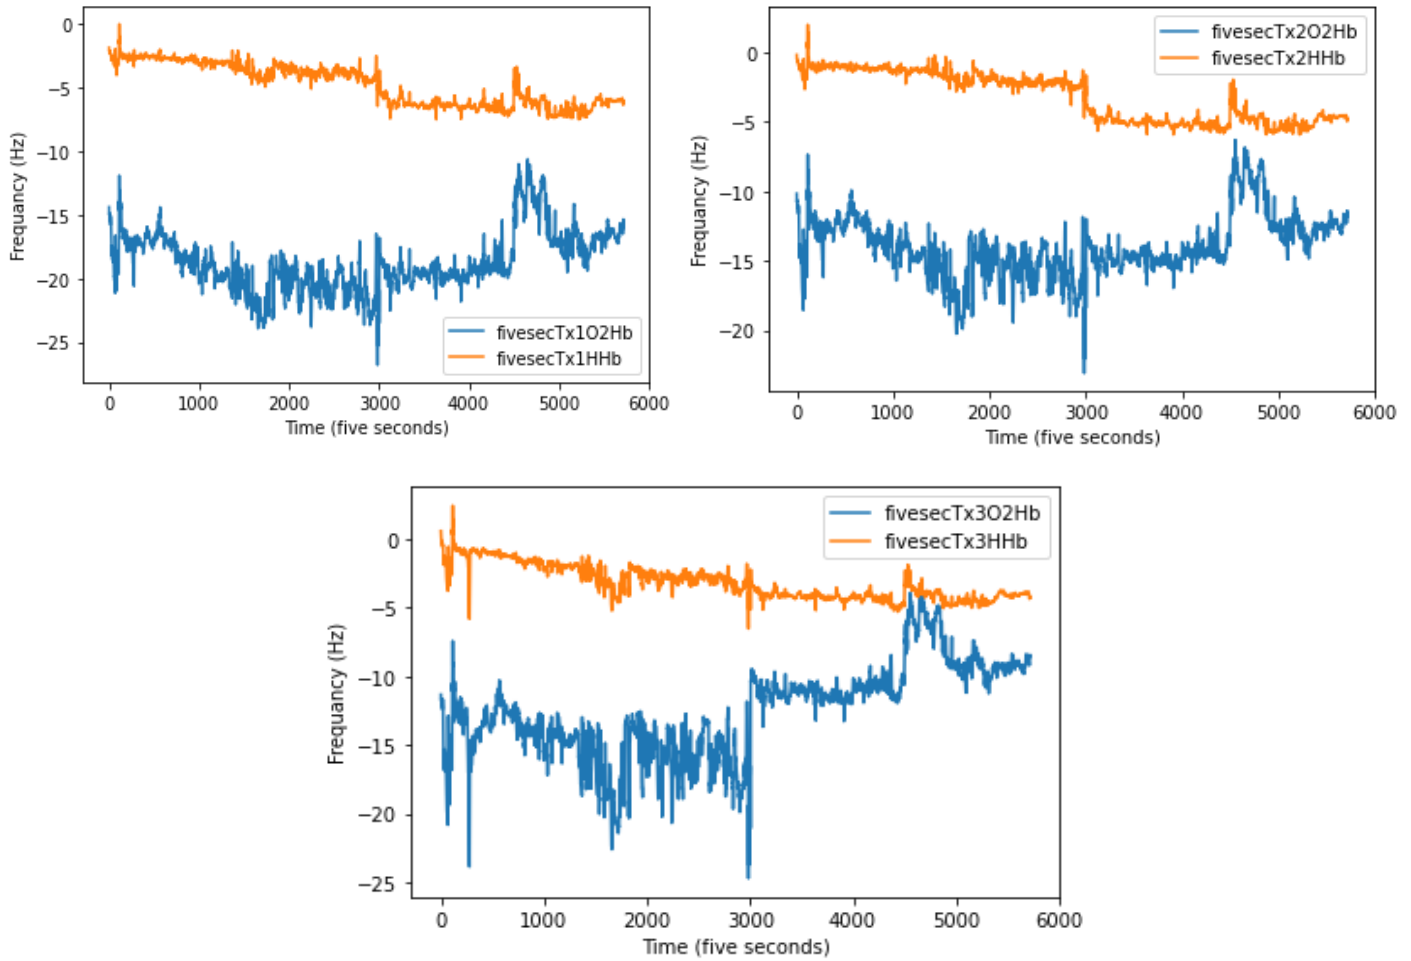 0
−5
−10
−15
−20
−25
Frequancy (Hz)
fivesecTx1O2Hb
fivesecTx1HHb
0 1000 2000 3000 4000 5000 6000
Time (five seconds)
0
−5
−10
−15
−20
Frequancy (Hz)
fivesecTx2O2Hb
fivesecTx2HHb
0 1000 2000 3000 4000 5000 6000
Time (five seconds)
0
−5
−10
−15
−20
−25
Frequancy (Hz)
fivesecTx3O2Hb
fivesecTx3HHb
0 1000 2000 3000 4000 5000 6000
Time (five seconds)